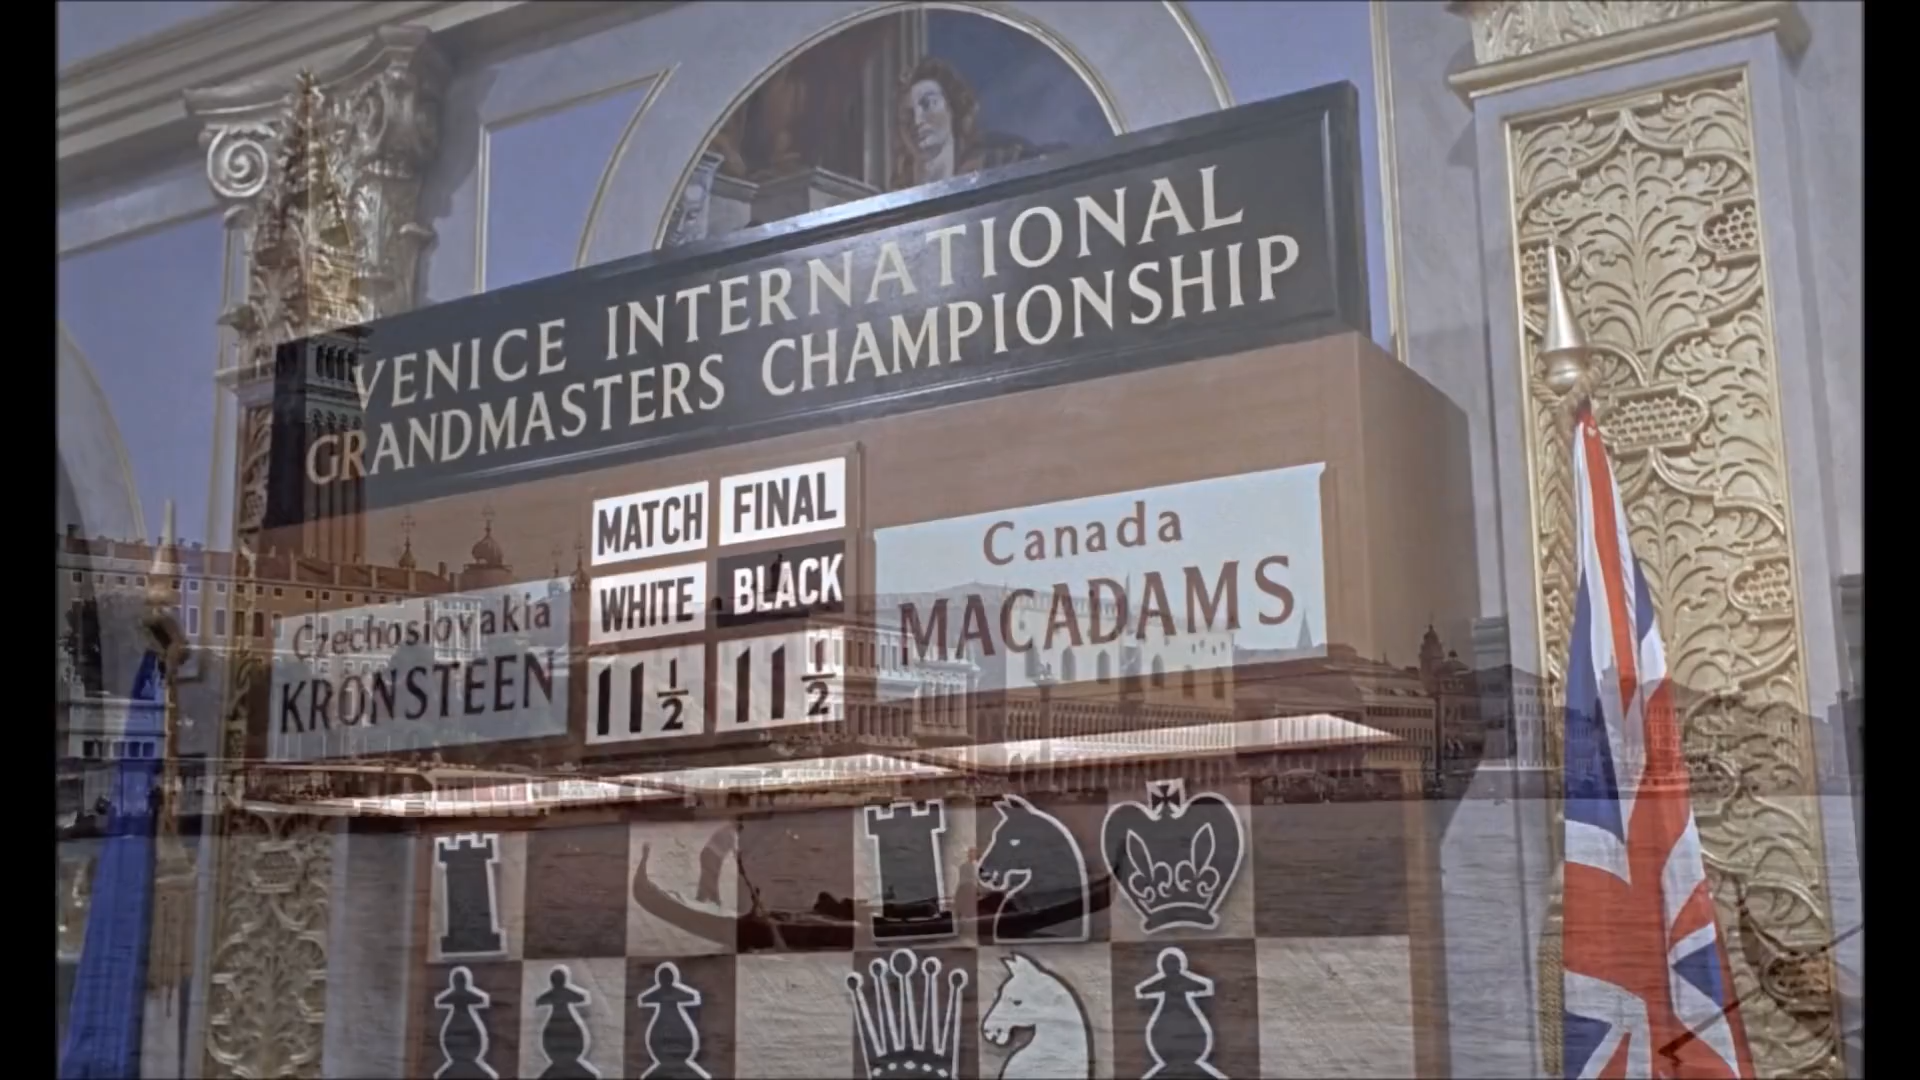 VENICE INTERNATIONAL
GRANDMASTERS CHAMPIONSHIP
MATCH FINAL
WHITE BLACK
11½ 11½
Czechoslovakia
KRONSTEEN
Canada
MACADAMS